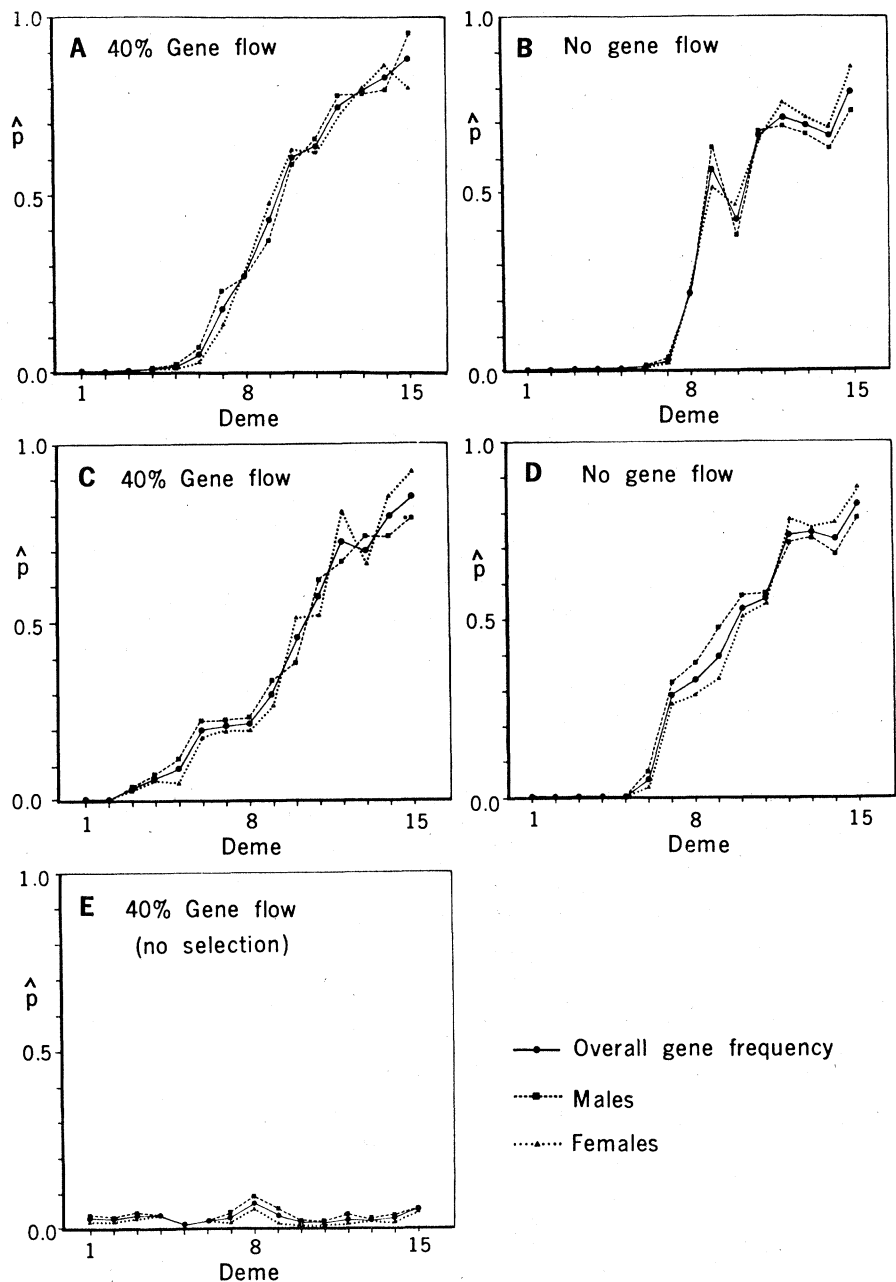 A 40% Gene flow
1.0
p̂
0.5
0.0
1 8 15
Deme
B No gene flow
1.0
p̂
0.5
0.0
1 8 15
Deme
C 40% Gene flow
1.0
p̂
0.5
0.0
1 8 15
Deme
D No gene flow
1.0
p̂
0.5
0.0
1 8 15
Deme
E 40% Gene flow
(no selection)
1.0
p̂
0.5
0.0
1 8 15
Deme
Overall gene frequency
Males
Females